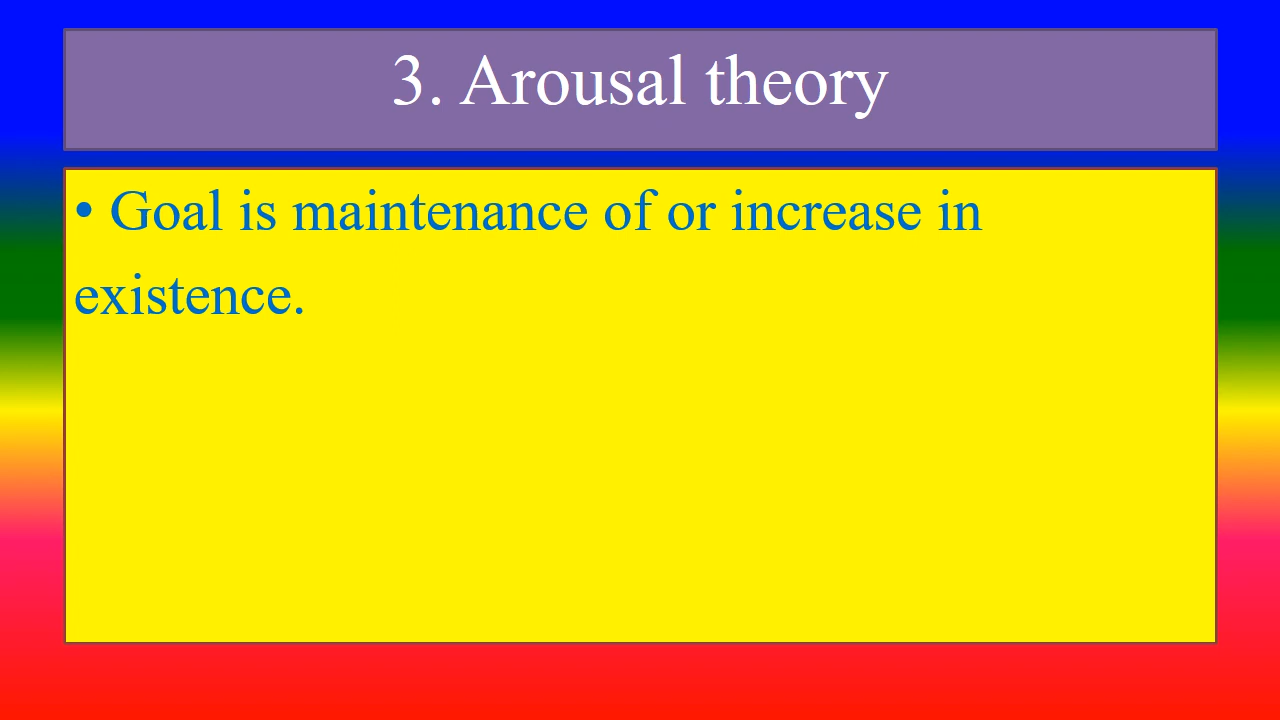 3. Arousal theory
• Goal is maintenance of or increase in
existence.